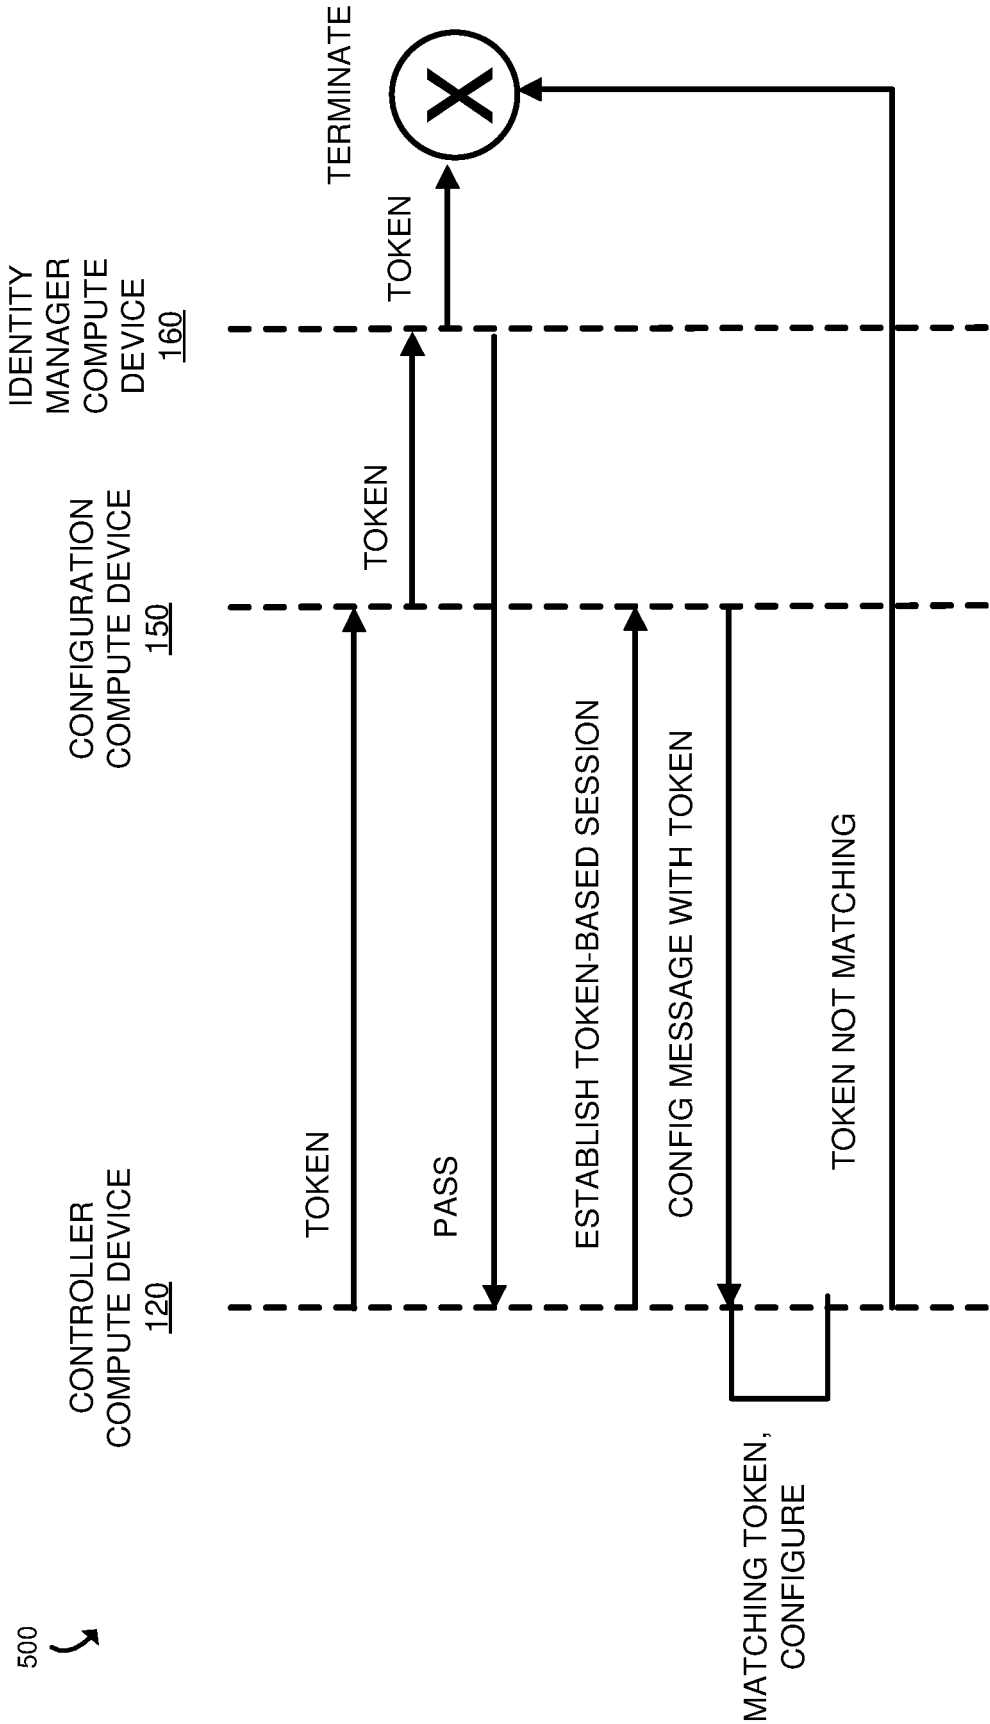 500
CONTROLLER
COMPUTE DEVICE
120
CONFIGURATION
COMPUTE DEVICE
150
IDENTITY
MANAGER
COMPUTE
DEVICE
160
TERMINATE
X
TOKEN
TOKEN
TOKEN
PASS
ESTABLISH TOKEN-BASED SESSION
CONFIG MESSAGE WITH TOKEN
MATCHING TOKEN,
CONFIGURE
TOKEN NOT MATCHING